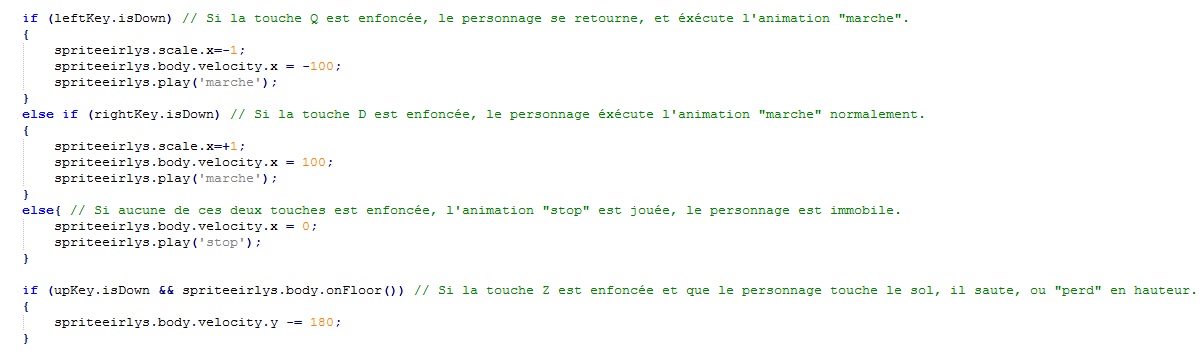 if (leftKey.isDown) // Si la touche Q est enfoncée, le personnage se retourne, et éxécute l'animation "marche".
{
    spriteeirlys.scale.x=-1;
    spriteeirlys.body.velocity.x = -100;
    spriteeirlys.play('marche');
}
else if (rightKey.isDown) // Si la touche D est enfoncée, le personnage éxécute l'animation "marche" normalement.
{
    spriteeirlys.scale.x=+1;
    spriteeirlys.body.velocity.x = 100;
    spriteeirlys.play('marche');
}
else{ // Si aucune de ces deux touches est enfoncée, l'animation "stop" est jouée, le personnage est immobile.
    spriteeirlys.body.velocity.x = 0;
    spriteeirlys.play('stop');
}

if (upKey.isDown && spriteeirlys.body.onFloor()) // Si la touche Z est enfoncée et que le personnage touche le sol, il saute, ou "perd" en hauteur.
{
    spriteeirlys.body.velocity.y -= 180;
}